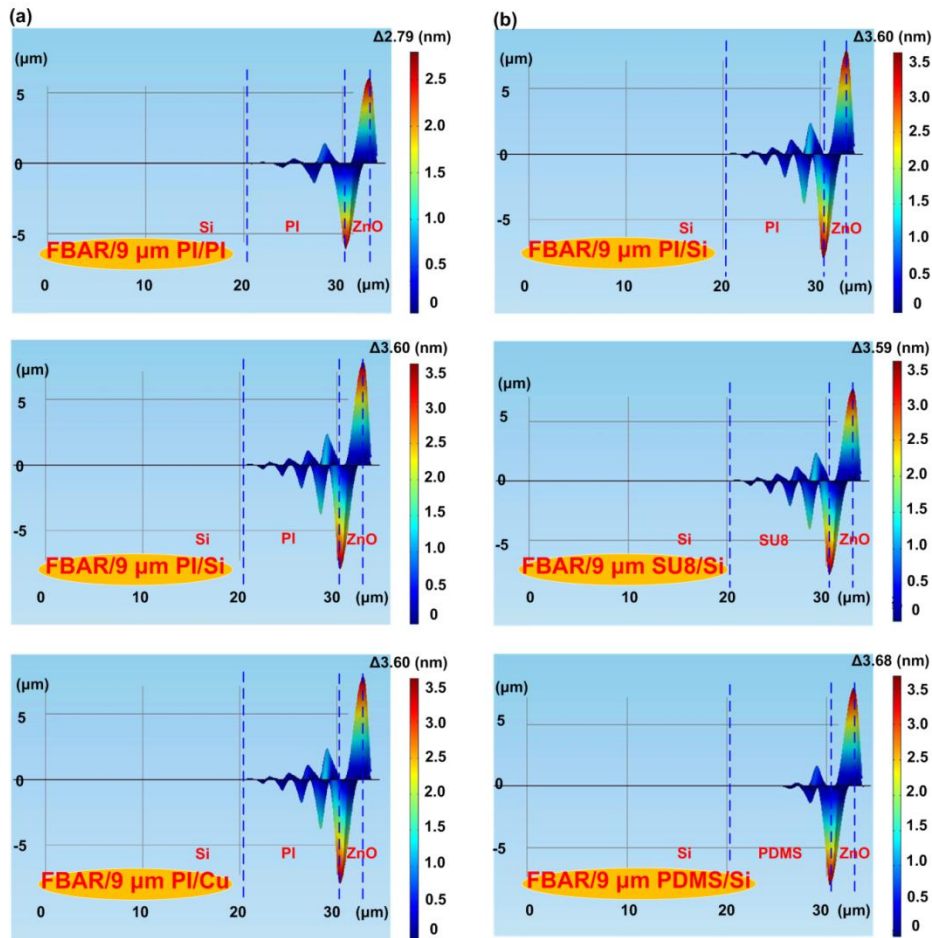 (a)
Δ2.79 (nm)
(μm)
5
0
-5
Si PI ZnO
FBAR/9 μm PI/PI
0 10 20 30 (μm)
2.5
2.0
1.5
1.0
0.5
0
(b)
Δ3.60 (nm)
(μm)
5
0
-5
Si PI ZnO
FBAR/9 μm PI/Si
0 10 20 30 (μm)
3.5
3.0
2.5
2.0
1.5
1.0
0.5
0
Δ3.60 (nm)
(μm)
5
0
-5
Si PI ZnO
FBAR/9 μm PI/Si
0 10 20 30 (μm)
3.5
3.0
2.5
2.0
1.5
1.0
0.5
0
Δ3.59 (nm)
(μm)
5
0
-5
Si SU8 ZnO
FBAR/9 μm SU8/Si
0 10 20 30 (μm)
3.5
3.0
2.5
2.0
1.5
1.0
0.5
0
Δ3.60 (nm)
(μm)
5
0
-5
Si PI ZnO
FBAR/9 μm PI/Cu
0 10 20 30 (μm)
3.5
3.0
2.5
2.0
1.5
1.0
0.5
0
Δ3.68 (nm)
(μm)
5
0
-5
Si PDMS ZnO
FBAR/9 μm PDMS/Si
0 10 20 30 (μm)
3.5
3.0
2.5
2.0
1.5
1.0
0.5
0